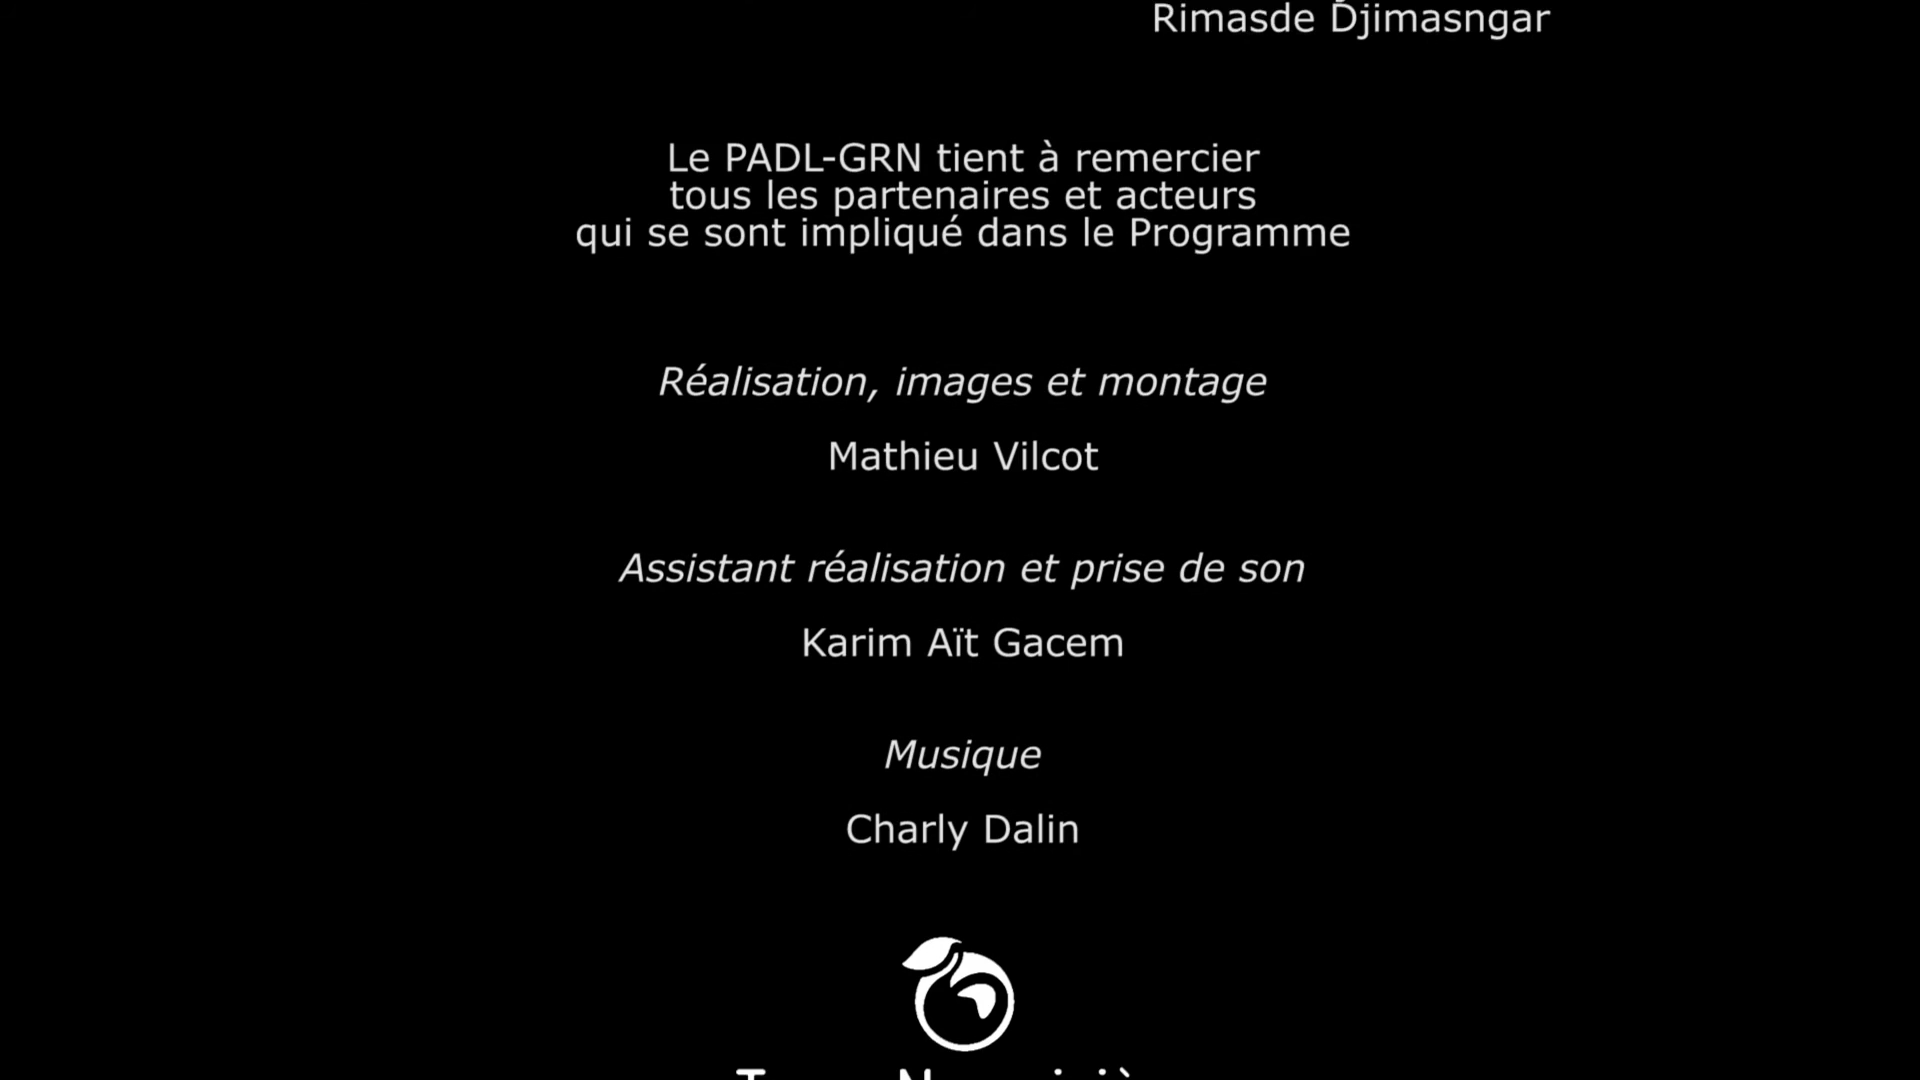 Rimasde Djimasngar
Le PADL-GRN tient à remercier
tous les partenaires et acteurs
qui se sont impliqué dans le Programme
Réalisation, images et montage
Mathieu Vilcot
Assistant réalisation et prise de son
Karim Aït Gacem
Musique
Charly Dalin